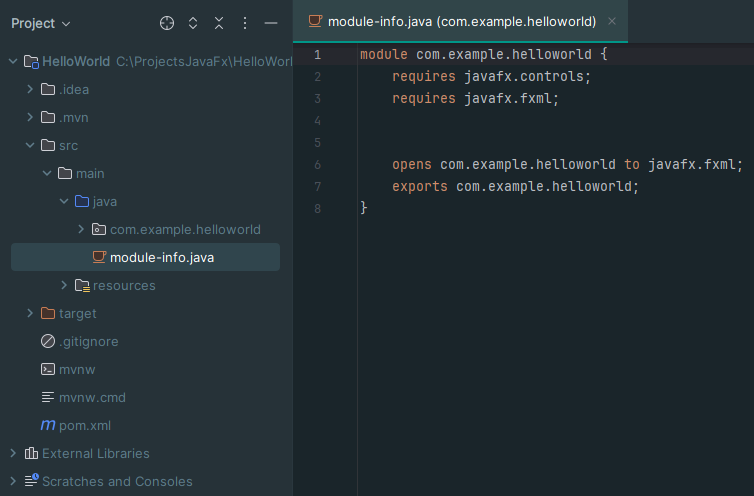 Project
HelloWorld C:\ProjectsJavaFx\HelloWorl
.idea
.mvn
src
main
java
com.example.helloworld
module-info.java
resources
target
.gitignore
mvnw
mvnw.cmd
m pom.xml
External Libraries
Scratches and Consoles
module-info.java (com.example.helloworld)
1 module com.example.helloworld {
2 requires javafx.controls;
3 requires javafx.fxml;
4
5
6 opens com.example.helloworld to javafx.fxml;
7 exports com.example.helloworld;
8 }